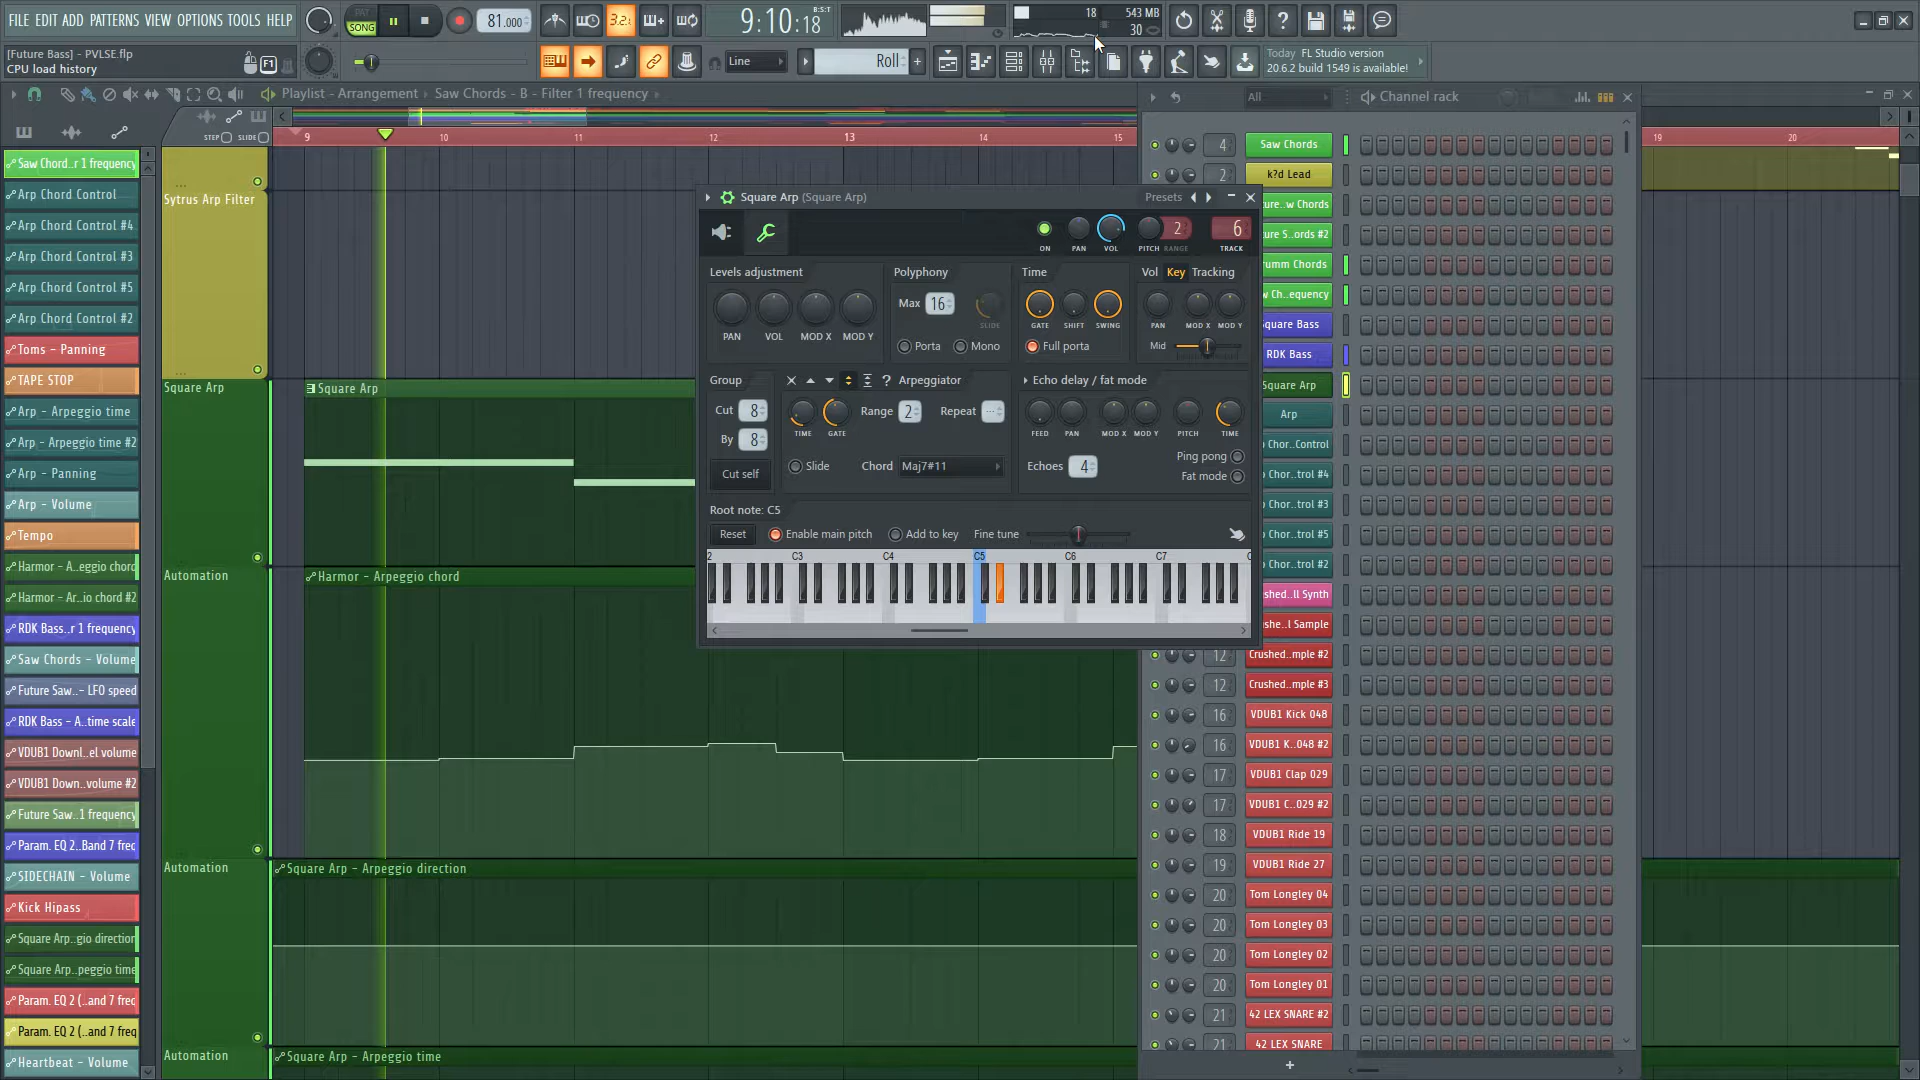 FILE EDIT ADD PATTERNS VIEW OPTIONS TOOLS HELP
PAT
SONG
81.000
3.2.
9:10:18
B:S:T
18
543 MB
30
[Future Bass] - PVLSE.flp
CPU load history
F1
Line
Roll
Today FL Studio version
20.6.2 build 1549 is available!
Playlist - Arrangement
Saw Chords - B - Filter 1 frequency
All
Channel rack
STEP
SLIDE
9
10
11
12
13
14
15
19
20
Saw Chord..r 1 frequency
Arp Chord Control
Arp Chord Control #4
Arp Chord Control #3
Arp Chord Control #5
Arp Chord Control #2
Toms - Panning
TAPE STOP
Arp - Arpeggio time
Arp - Arpeggio time #2
Arp - Panning
Arp - Volume
Tempo
Harmor - A..eggio chord
Harmor - Ar..io chord #2
RDK Bass..r 1 frequency
Saw Chords - Volume
Future Saw..- LFO speed
RDK Bass - A..time scale
VDUB1 Downl..el volume
VDUB1 Down..volume #2
Future Saw..1 frequency
Param. EQ 2..Band 7 freq
SIDECHAIN - Volume
Kick Hipass
Square Arp..gio direction
Square Arp..peggio time
Param. EQ 2 (..and 7 freq
Param. EQ 2 (..and 7 freq
Heartbeat - Volume
Sytrus Arp Filter
Square Arp
Square Arp
Automation
Harmor - Arpeggio chord
Automation
Square Arp - Arpeggio direction
Automation
Square Arp - Arpeggio time
Square Arp (Square Arp)
Presets
ON
PAN
VOL
PITCH
RANGE
2
6
TRACK
Levels adjustment
PAN
VOL
MOD X
MOD Y
Polyphony
Max
16
SLIDE
Porta
Mono
Time
GATE
SHIFT
SWING
Full porta
Vol
Key
Tracking
PAN
MOD X
MOD Y
Mid
Group
Cut
8
By
8
Cut self
? Arpeggiator
TIME
GATE
Range
2
Repeat
Slide
Chord
Maj7#11
Echo delay / fat mode
FEED
PAN
MOD X
MOD Y
PITCH
TIME
Echoes
4
Ping pong
Fat mode
Root note: C5
Reset
Enable main pitch
Add to key
Fine tune
2
C3
C4
C5
C6
C7
4
Saw Chords
2
k?d Lead
ure..w Chords
ure S..ords #2
umm Chords
w Ch..equency
quare Bass
RDK Bass
Square Arp
Arp
Chor..Control
Chor..trol #4
Chor..trol #3
Chor..trol #5
Chor..trol #2
shed..ll Synth
she..l Sample
12
Crushed..mple #2
12
Crushed..mple #3
16
VDUB1 Kick 048
16
VDUB1 K..048 #2
17
VDUB1 Clap 029
17
VDUB1 C..029 #2
18
VDUB1 Ride 19
19
VDUB1 Ride 27
20
Tom Longley 04
20
Tom Longley 03
20
Tom Longley 02
20
Tom Longley 01
21
42 LEX SNARE #2
21
42 LEX SNARE